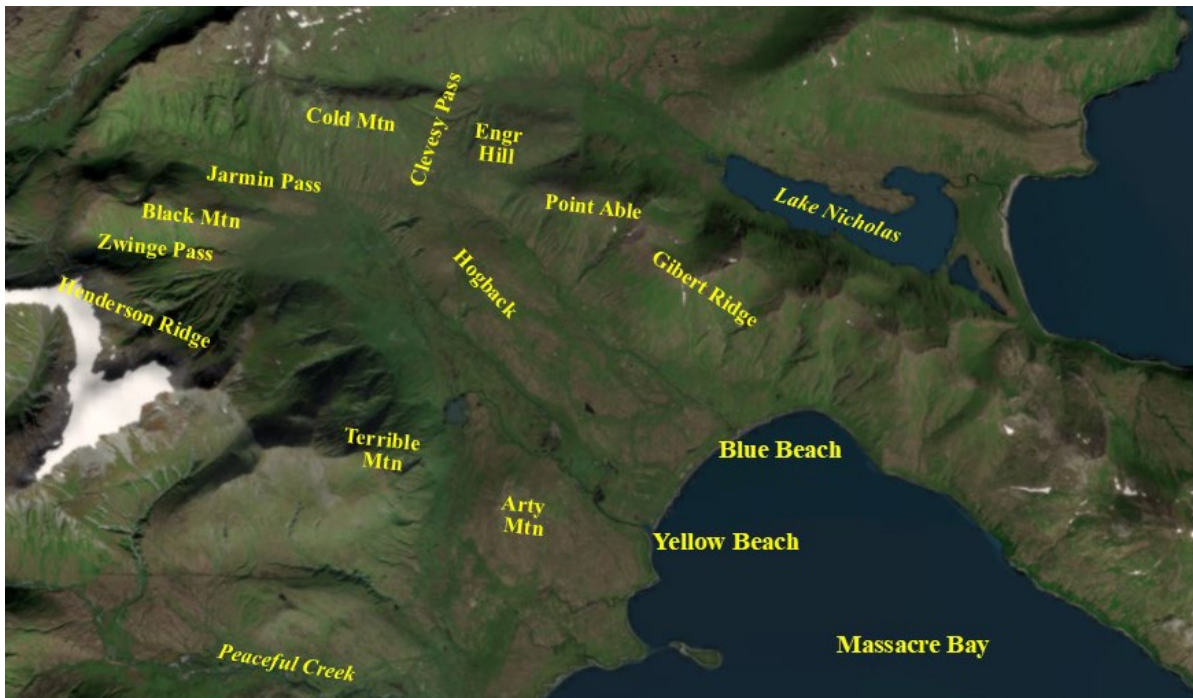 Cold Mtn
Clevesy Pass
Engr
Hill
Jarmin Pass
Black Mtn
Point Able
Lake Nicholas
Zwinge Pass
Hogback
Gibert Ridge
Henderson Ridge
Terrible
Mtn
Blue Beach
Arty
Mtn
Yellow Beach
Massacre Bay
Peaceful Creek